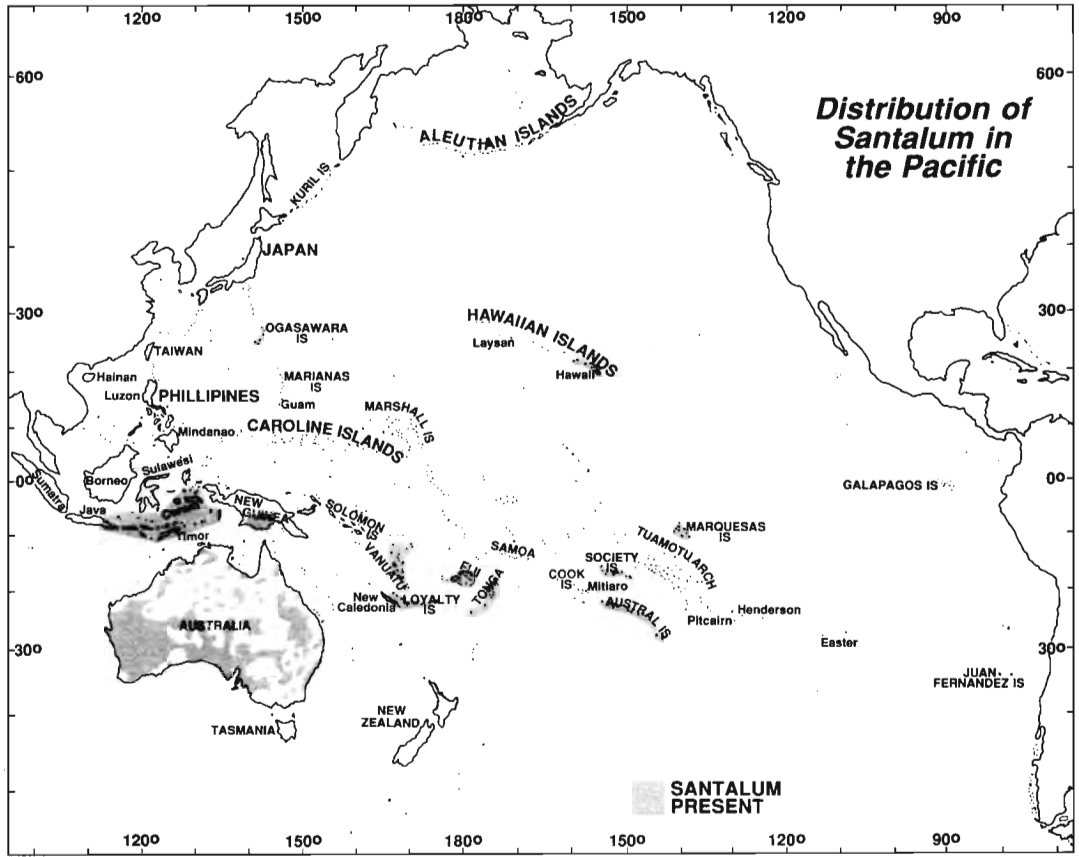 120° 150° 180° 150° 120° 90°
60° 60°
Distribution of
Santalum in
the Pacific
ALEUTIAN ISLANDS
KURIL IS
JAPAN
30° 30°
OGASAWARA
IS
HAWAIIAN ISLANDS
Laysan
TAIWAN
Hawaii
Hainan
MARIANAS
IS
Luzon
PHILLIPINES
Guam
MARSHALL IS
CAROLINE ISLANDS
Mindanao
Sulawesi
Borneo
00° 00°
Sumatra
GALAPAGOS IS
NEW
GUINEA
Java
SOLOMON
IS
MARQUESAS
IS
Timor
TUAMOTU ARCH
VANUATU
SAMOA
SOCIETY
IS
FIJI
COOK
IS
Mitiaro
TONGA
New
Caledonia
LOYALTY
IS
AUSTRAL IS
Henderson
Pitcairn
AUSTRALIA
Easter
30° 30°
JUAN
FERNANDEZ IS
NEW
ZEALAND
TASMANIA
SANTALUM
PRESENT
120° 150° 180° 150° 120° 90°